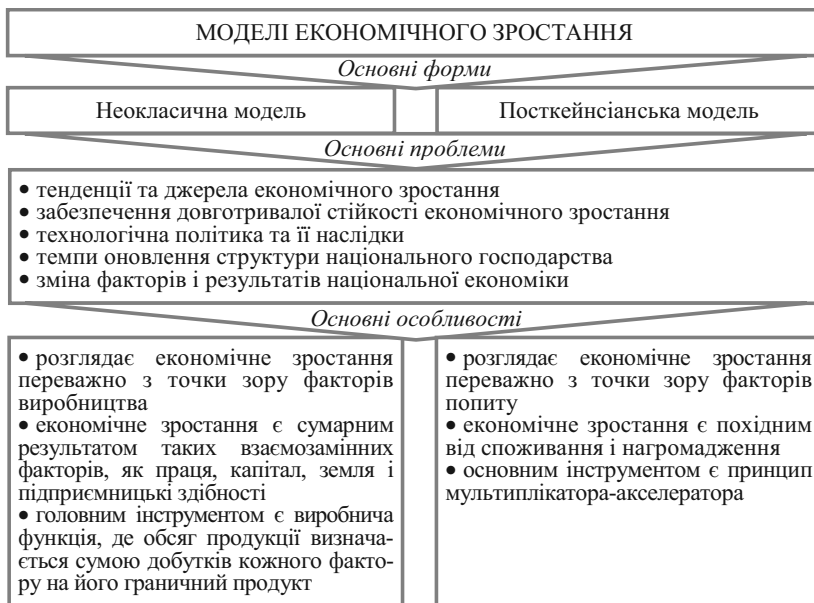 МОДЕЛІ ЕКОНОМІЧНОГО ЗРОСТАННЯ
Основні форми
Неокласична модель
Посткейнсіанська модель
Основні проблеми
• тенденції та джерела економічного зростання
• забезпечення довготривалої стійкості економічного зростання
• технологічна політика та її наслідки
• темпи оновлення структури національного господарства
• зміна факторів і результатів національної економіки
Основні особливості
• розглядає економічне зростання
переважно з точки зору факторів
виробництва
• економічне зростання є сумарним
результатом таких взаємозамінних
факторів, як праця, капітал, земля і
підприємницькі здібності
• головним інструментом є виробнича
функція, де обсяг продукції визнача-
ється сумою добутків кожного факто-
ру на його граничний продукт
• розглядає економічне зростання
переважно з точки зору факторів
попиту
• економічне зростання є похідним
від споживання і нагромадження
• основним інструментом є принцип
мультиплікатора-акселератора